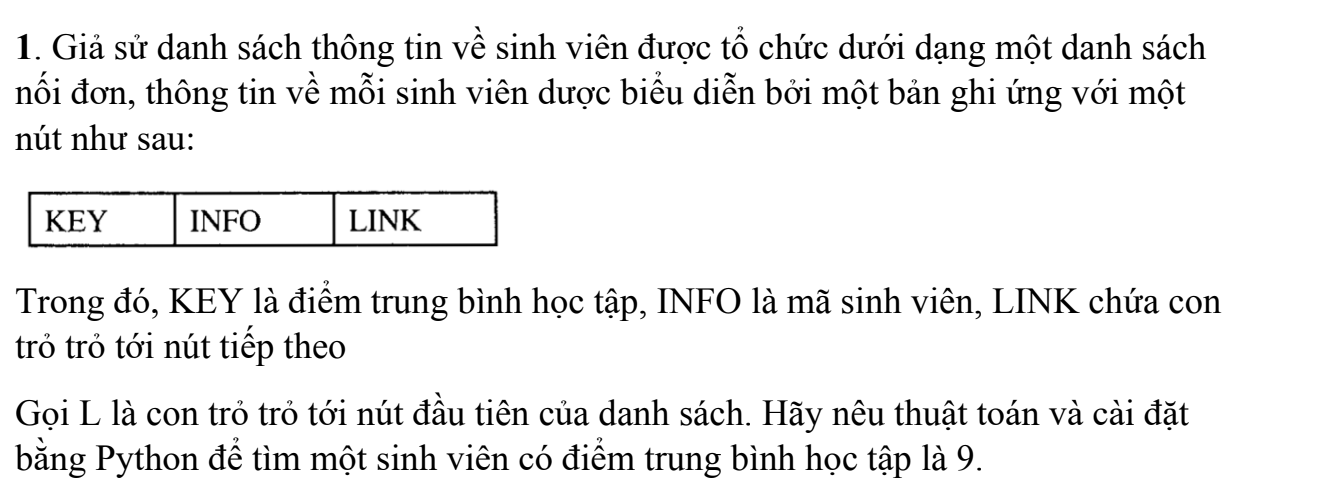 1. Giả sử danh sách thông tin về sinh viên được tổ chức dưới dạng một danh sách
nối đơn, thông tin về mỗi sinh viên dược biểu diễn bởi một bản ghi ứng với một
nút như sau:
KEY INFO LINK
Trong đó, KEY là điểm trung bình học tập, INFO là mã sinh viên, LINK chứa con
trỏ trỏ tới nút tiếp theo
Gọi L là con trỏ trỏ tới nút đầu tiên của danh sách. Hãy nêu thuật toán và cài đặt
bằng Python để tìm một sinh viên có điểm trung bình học tập là 9.